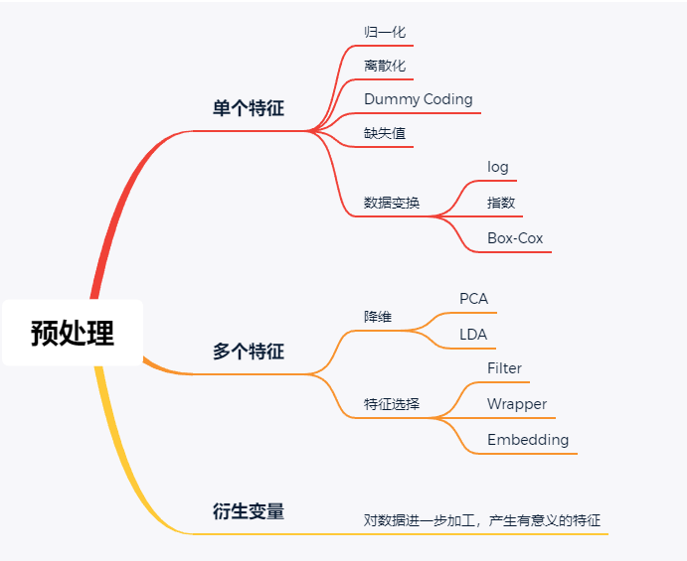 归一化
离散化
单个特征
Dummy Coding
缺失值
log
数据变换
指数
Box-Cox
预处理
PCA
降维
LDA
多个特征
Filter
特征选择
Wrapper
Embedding
衍生变量
对数据进一步加工，产生有意义的特征